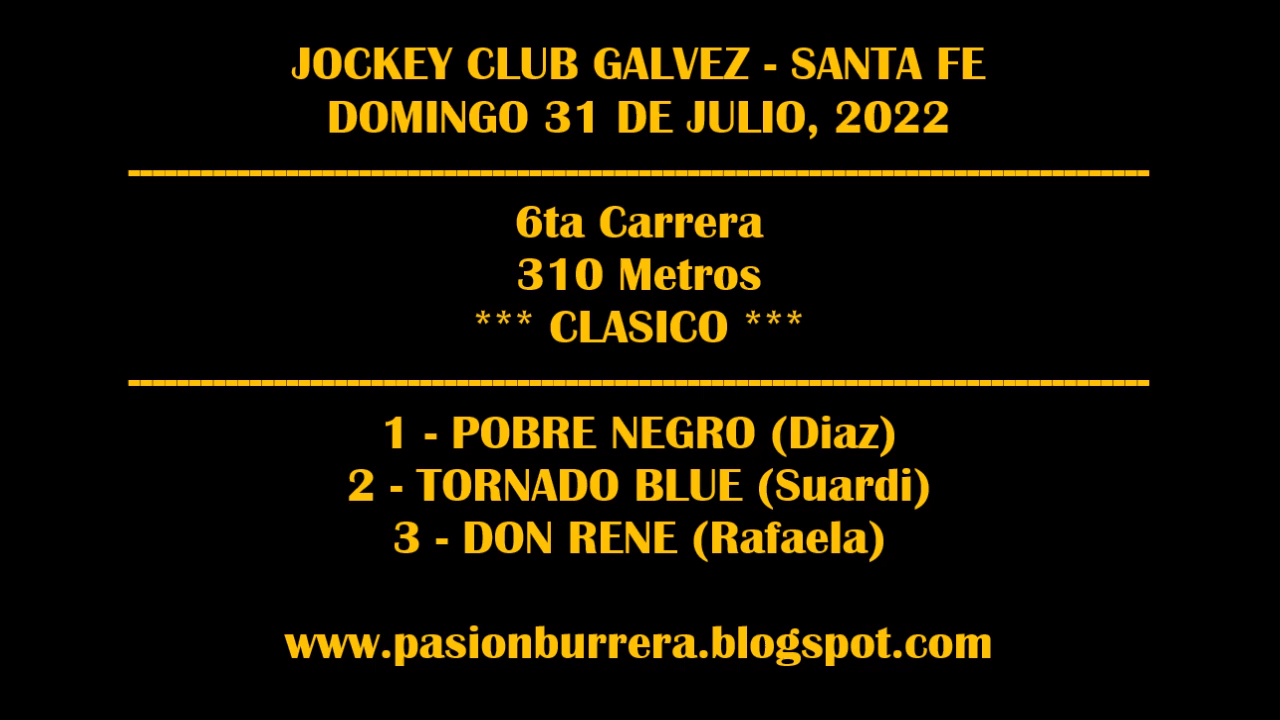 JOCKEY CLUB GALVEZ - SANTA FE
DOMINGO 31 DE JULIO, 2022
------------------------------------------------------------------------------------
6ta Carrera
310 Metros
*** CLASICO ***
------------------------------------------------------------------------------------
1 - POBRE NEGRO (Diaz)
2 - TORNADO BLUE (Suardi)
3 - DON RENE (Rafaela)
www.pasionburrera.blogspot.com